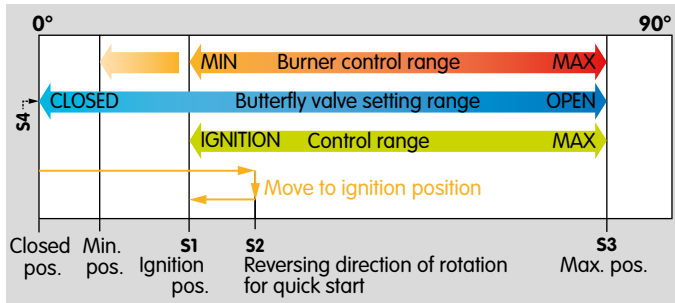 0° 90°
MIN Burner control range MAX
S4 CLOSED Butterfly valve setting range OPEN
IGNITION Control range MAX
Move to ignition position
Closed pos.
Min. pos.
S1
Ignition pos.
S2
Reversing direction of rotation
for quick start
S3
Max. pos.